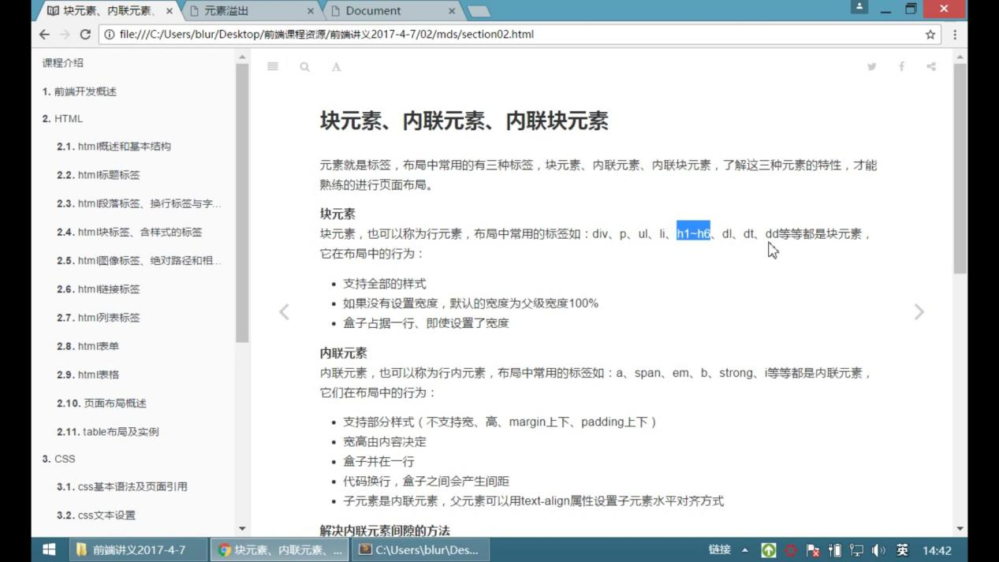 块元素、内联元素、
元素溢出
Document
file:///C:/Users/blur/Desktop/前端课程资源/前端讲义2017-4-7/02/mds/section02.html
课程介绍
1. 前端开发概述
2. HTML
2.1. html概述和基本结构
2.2. html标题标签
2.3. html段落标签、换行标签与字...
2.4. html块标签、含样式的标签
2.5. html图像标签、绝对路径和相...
2.6. html链接标签
2.7. html列表标签
2.8. html表单
2.9. html表格
2.10. 页面布局概述
2.11. table布局及实例
3. CSS
3.1. css基本语法及页面引用
3.2. css文本设置
A
块元素、内联元素、内联块元素
元素就是标签，布局中常用的有三种标签，块元素、内联元素、内联块元素，了解这三种元素的特性，才能
熟练的进行页面布局。
块元素
块元素，也可以称为行元素，布局中常用的标签如：div、p、ul、li、h1~h6、dl、dt、dd等等都是块元素，
它在布局中的行为：
• 支持全部的样式
• 如果没有设置宽度，默认的宽度为父级宽度100%
• 盒子占据一行、即使设置了宽度
内联元素
内联元素，也可以称为行内元素，布局中常用的标签如：a、span、em、b、strong、i等等都是内联元素，
它们在布局中的行为：
• 支持部分样式（不支持宽、高、margin上下、padding上下）
• 宽高由内容决定
• 盒子并在一行
• 代码换行，盒子之间会产生间距
• 子元素是内联元素，父元素可以用text-align属性设置子元素水平对齐方式
解决内联元素间隙的方法
前端讲义2017-4-7
块元素、内联元素、...
C:\Users\blur\Des...
链接
英
14:42